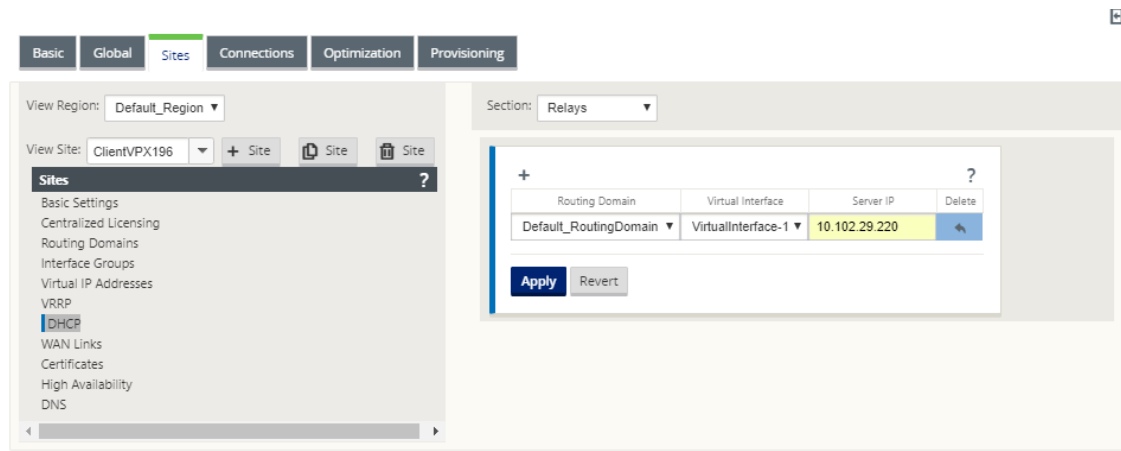 Basic Global Sites Connections Optimization Provisioning
View Region: Default_Region
Section: Relays
View Site: ClientVPX196 + Site Site Site
Sites ?
Basic Settings
Centralized Licensing
Routing Domains
Interface Groups
Virtual IP Addresses
VRRP
DHCP
WAN Links
Certificates
High Availability
DNS
+ ?
Routing Domain Virtual Interface Server IP Delete
Default_RoutingDomain VirtualInterface-1 10.102.29.220
Apply Revert